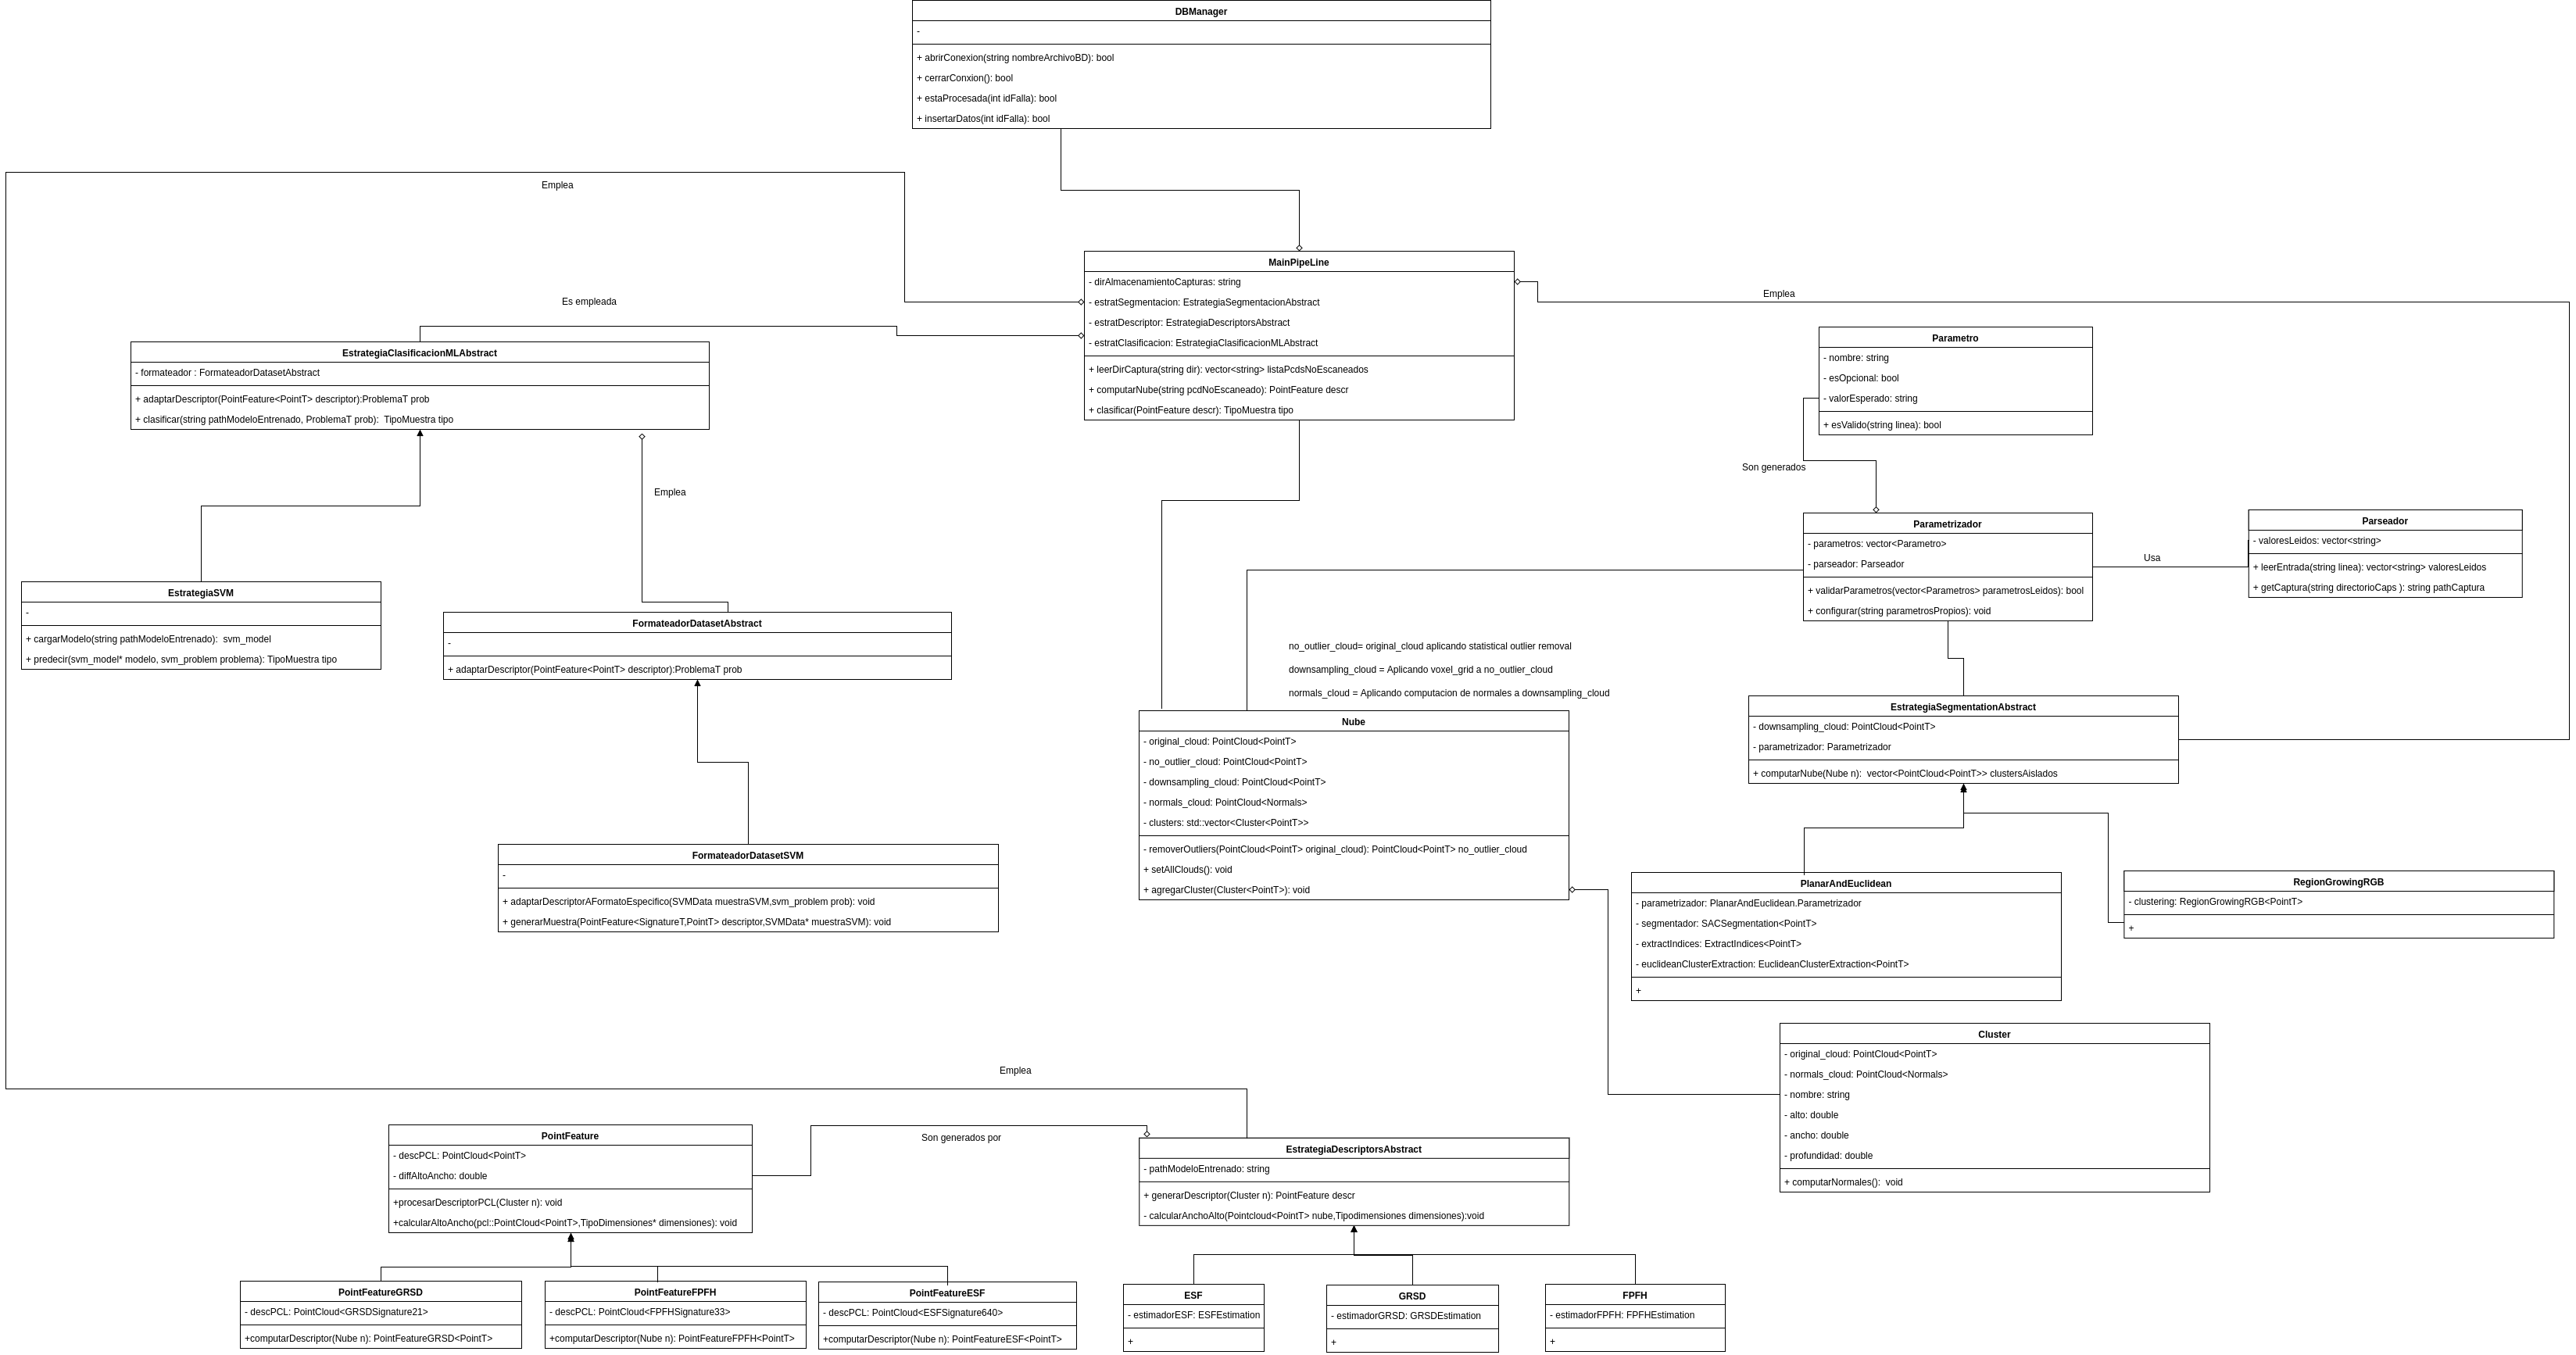 DBManager
-
+ abrirConexion(string nombreArchivoBD): bool
+ cerrarConxion(): bool
+ estaProcesada(int idFalla): bool
+ insertarDatos(int idFalla): bool
Emplea
Es empleada
Emplea
MainPipeLine
- dirAlmacenamientoCapturas: string
- estratSegmentacion: EstrategiaSegmentacionAbstract
- estratDescriptor: EstrategiaDescriptorsAbstract
- estratClasificacion: EstrategiaClasificacionMLAbstract
+ leerDirCaptura(string dir): vector<string> listaPcdsNoEscaneados
+ computarNube(string pcdNoEscaneado): PointFeature descr
+ clasificar(PointFeature descr): TipoMuestra tipo
EstrategiaClasificacionMLAbstract
- formateador : FormateadorDatasetAbstract
+ adaptarDescriptor(PointFeature<PointT> descriptor):ProblemaT prob
+ clasificar(string pathModeloEntrenado, ProblemaT prob):  TipoMuestra tipo
Emplea
Parametro
- nombre: string
- esOpcional: bool
- valorEsperado: string
+ esValido(string linea): bool
Son generados
Parametrizador
- parametros: vector<Parametro>
- parseador: Parseador
+ validarParametros(vector<Parametros> parametrosLeidos): bool
+ configurar(string parametrosPropios): void
Usa
Parseador
- valoresLeidos: vector<string>
+ leerEntrada(string linea): vector<string> valoresLeidos
+ getCaptura(string directorioCaps ): string pathCaptura
EstrategiaSVM
-
+ cargarModelo(string pathModeloEntrenado):  svm_model
+ predecir(svm_model* modelo, svm_problem problema): TipoMuestra tipo
FormateadorDatasetAbstract
-
+ adaptarDescriptor(PointFeature<PointT> descriptor):ProblemaT prob
no_outlier_cloud= original_cloud aplicando statistical outlier removal
downsampling_cloud = Aplicando voxel_grid a no_outlier_cloud
normals_cloud = Aplicando computacion de normales a downsampling_cloud
Nube
- original_cloud: PointCloud<PointT>
- no_outlier_cloud: PointCloud<PointT>
- downsampling_cloud: PointCloud<PointT>
- normals_cloud: PointCloud<Normals>
- clusters: std::vector<Cluster<PointT>>
- removerOutliers(PointCloud<PointT> original_cloud): PointCloud<PointT> no_outlier_cloud
+ setAllClouds(): void
+ agregarCluster(Cluster<PointT>): void
EstrategiaSegmentationAbstract
- downsampling_cloud: PointCloud<PointT>
- parametrizador: Parametrizador
+ computarNube(Nube n):  vector<PointCloud<PointT>> clustersAislados
FormateadorDatasetSVM
-
+ adaptarDescriptorAFormatoEspecifico(SVMData muestraSVM,svm_problem prob): void
+ generarMuestra(PointFeature<SignatureT,PointT> descriptor,SVMData* muestraSVM): void
PlanarAndEuclidean
- parametrizador: PlanarAndEuclidean.Parametrizador
- segmentador: SACSegmentation<PointT>
- extractIndices: ExtractIndices<PointT>
- euclideanClusterExtraction: EuclideanClusterExtraction<PointT>
+
RegionGrowingRGB
- clustering: RegionGrowingRGB<PointT>
+
Cluster
- original_cloud: PointCloud<PointT>
- normals_cloud: PointCloud<Normals>
- nombre: string
- alto: double
- ancho: double
- profundidad: double
+ computarNormales():  void
Emplea
PointFeature
- descPCL: PointCloud<PointT>
- diffAltoAncho: double
+procesarDescriptorPCL(Cluster n): void
+calcularAltoAncho(pcl::PointCloud<PointT>,TipoDimensiones* dimensiones): void
Son generados por
EstrategiaDescriptorsAbstract
- pathModeloEntrenado: string
+ generarDescriptor(Cluster n): PointFeature descr
- calcularAnchoAlto(Pointcloud<PointT> nube,Tipodimensiones dimensiones):void
PointFeatureGRSD
- descPCL: PointCloud<GRSDSignature21>
+computarDescriptor(Nube n): PointFeatureGRSD<PointT>
PointFeatureFPFH
- descPCL: PointCloud<FPFHSignature33>
+computarDescriptor(Nube n): PointFeatureFPFH<PointT>
PointFeatureESF
- descPCL: PointCloud<ESFSignature640>
+computarDescriptor(Nube n): PointFeatureESF<PointT>
ESF
- estimadorESF: ESFEstimation
+
GRSD
- estimadorGRSD: GRSDEstimation
+
FPFH
- estimadorFPFH: FPFHEstimation
+